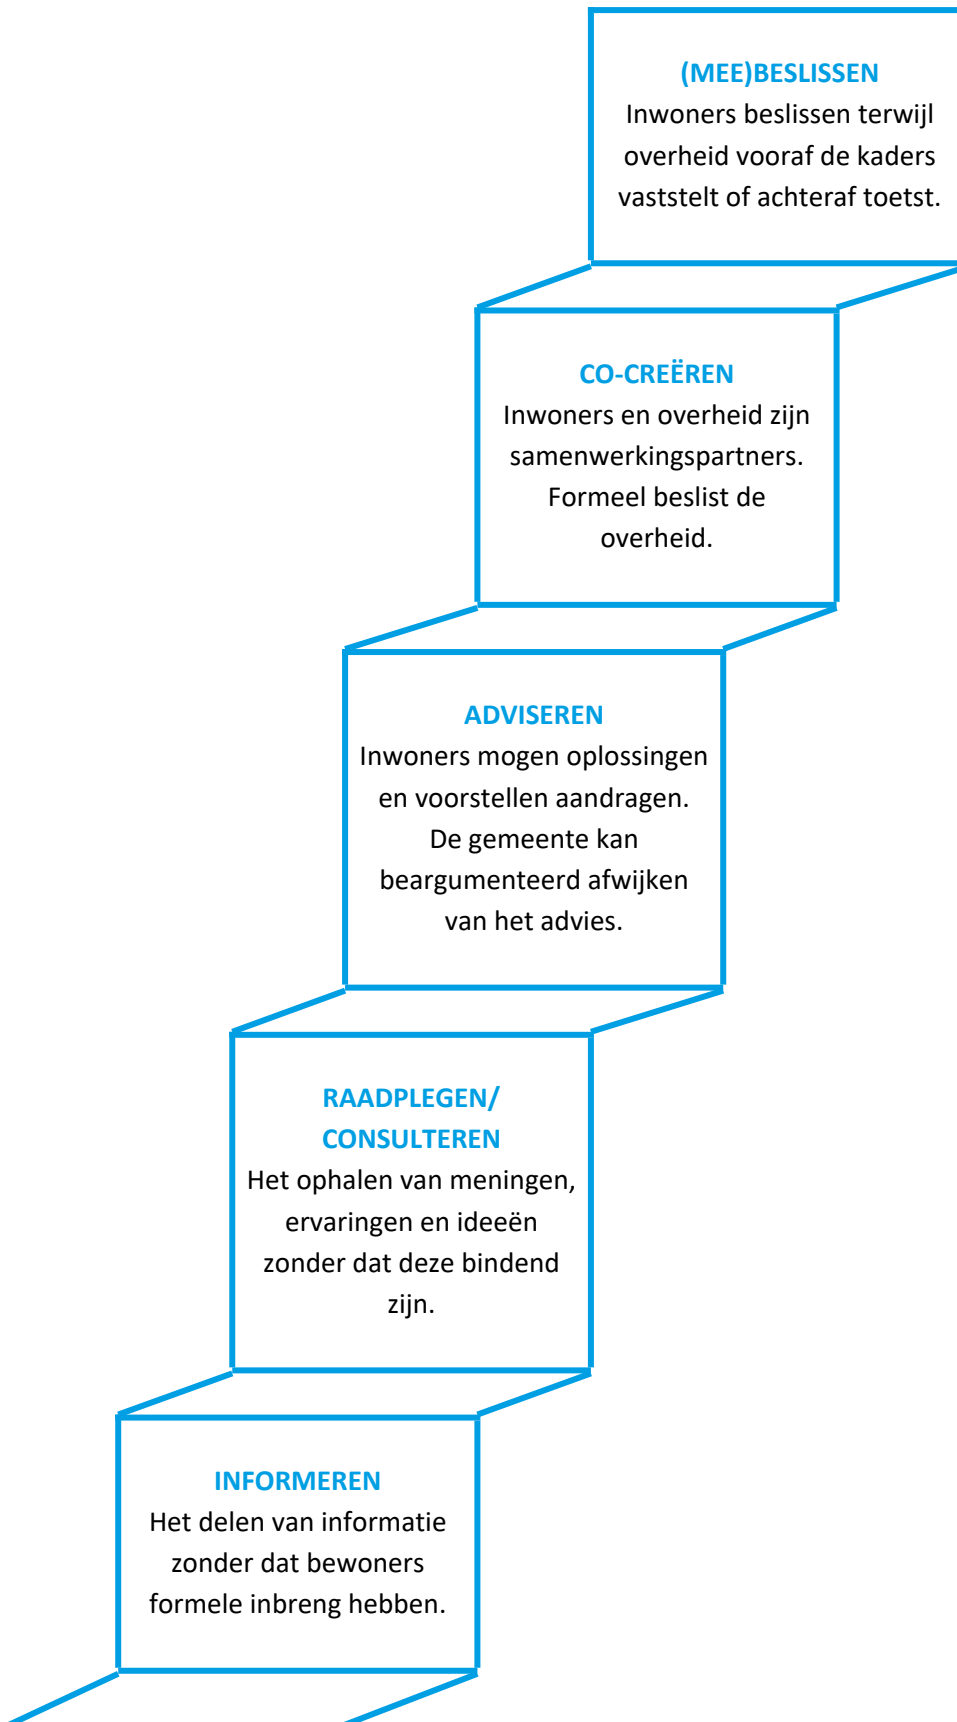 (MEE)BESLISSEN
Inwoners beslissen terwijl
overheid vooraf de kaders
vaststelt of achteraf toetst.
CO-CREËREN
Inwoners en overheid zijn
samenwerkingspartners.
Formeel beslist de
overheid.
ADVISEREN
Inwoners mogen oplossingen
en voorstellen aandragen.
De gemeente kan
beargumenteerd afwijken
van het advies.
RAADPLEGEN/
CONSULTEREN
Het ophalen van meningen,
ervaringen en ideeën
zonder dat deze bindend
zijn.
INFORMEREN
Het delen van informatie
zonder dat bewoners
formele inbreng hebben.